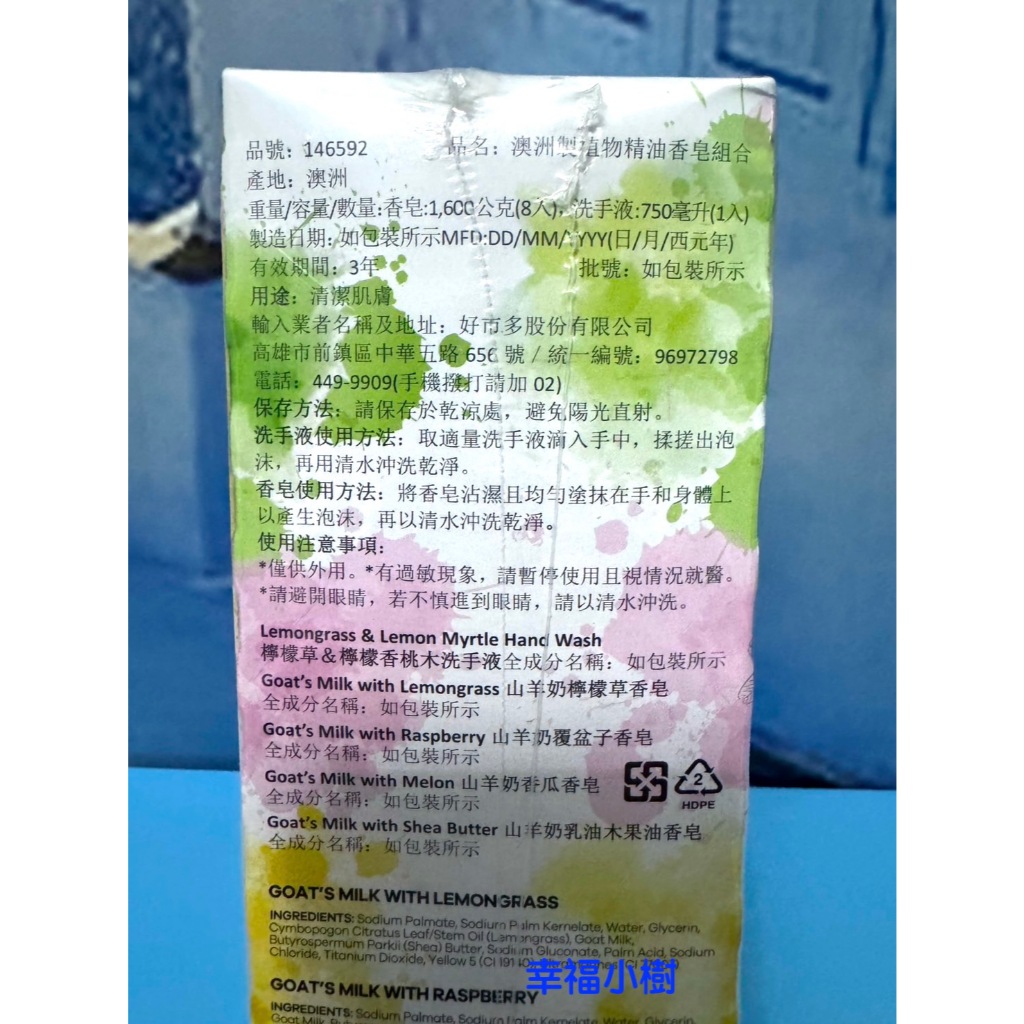 品號：146592 品名：澳洲製植物精油香皂組合
產地：澳洲
重量/容量/數量:香皂:1,600公克(8入)，洗手液:750毫升(1入)
製造日期：如包裝所示MFD:DD/MM/YYYY(日/月/西元年)
有效期間：3年 批號：如包裝所示
用途：清潔肌膚
輸入業者名稱及地址：好市多股份有限公司
高雄市前鎮區中華五路 656 號 / 統一編號：96972798
電話：449-9909(手機撥打請加 02)
保存方法：請保存於乾涼處，避免陽光直射。
洗手液使用方法：取適量洗手液滴入手中，揉搓出泡
沫，再用清水沖洗乾淨。
香皂使用方法：將香皂沾濕且均勻塗抹在手和身體上
以產生泡沫，再以清水沖洗乾淨。
使用注意事項：
*僅供外用。*有過敏現象，請暫停使用且視情況就醫。
*請避開眼睛，若不慎進到眼睛，請以清水沖洗。
Lemongrass & Lemon Myrtle Hand Wash
檸檬草＆檸檬香桃木洗手液全成分名稱：如包裝所示
Goat's Milk with Lemongrass 山羊奶檸檬草香皂
全成分名稱：如包裝所示
Goat's Milk with Raspberry 山羊奶覆盆子香皂
全成分名稱：如包裝所示
Goat's Milk with Melon 山羊奶香瓜香皂
全成分名稱：如包裝所示
2
HDPE
Goat's Milk with Shea Butter 山羊奶乳油木果油香皂
全成分名稱：如包裝所示
GOAT'S MILK WITH LEMONGRASS
INGREDIENTS: Sodium Palmate, Sodium Palm Kernelate, Water, Glycerin,
Cymbopogon Citratus Leaf/Stem Oil (Lemongrass), Goat Milk,
Butyrospermum Parkii (Shea) Butter, Sodium Gluconate, Palm Acid, Sodium
Chloride, Titanium Dioxide, Yellow 5 (CI 19140),
幸福小樹
GOAT'S MILK WITH RASPBERRY
INGREDIENTS: Sodium Palmate, Sodium Palm Kernelate, Water, Glycerin,
Goat Milk,